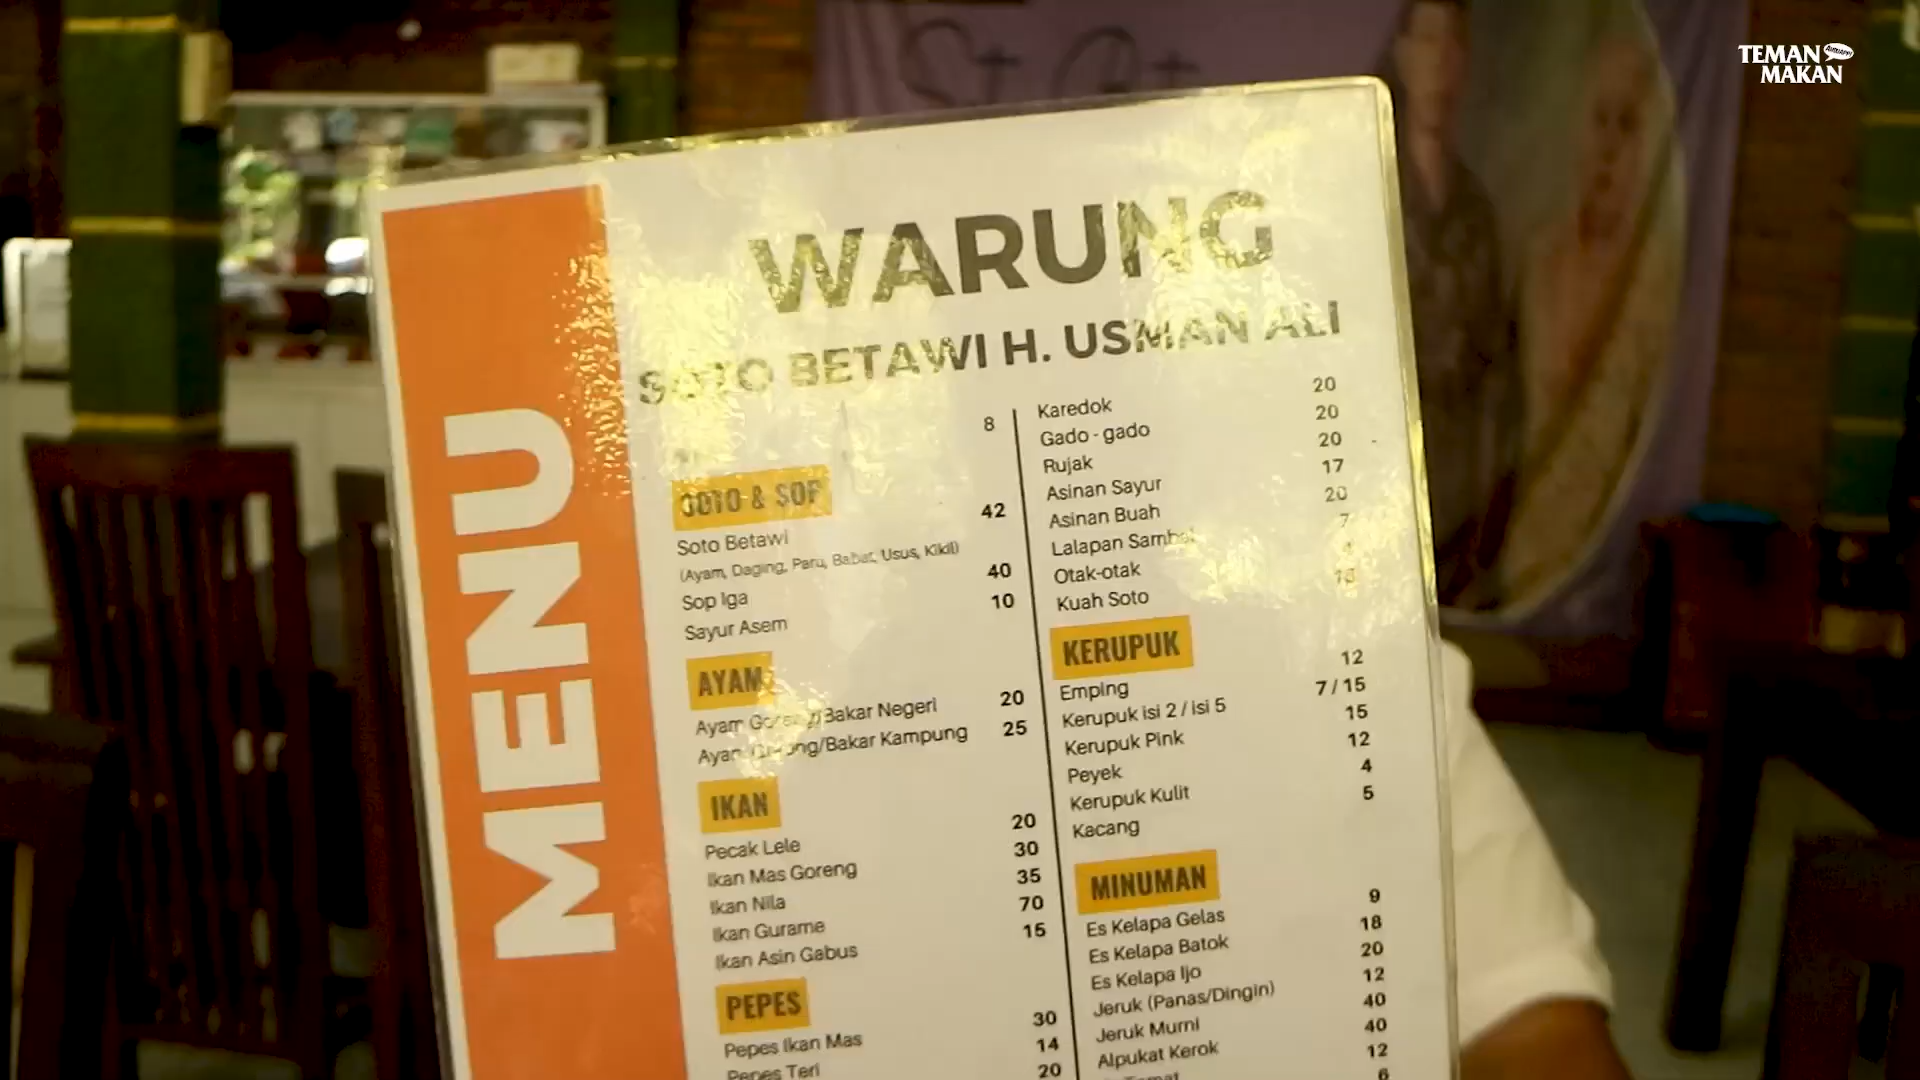 TEMAN
MAKAN
MENU
WARUNG
SOTO BETAWI H. USMAN ALI
8
SOTO & SOP
Soto Betawi 42
(Ayam, Daging, Paru, Babat, Usus, Kikil)
Sop Iga 40
Sayur Asem 10
AYAM
Ayam Goreng/Bakar Negeri 20
Ayam Goreng/Bakar Kampung 25
IKAN
Pecak Lele 20
Ikan Mas Goreng 30
Ikan Nila 35
Ikan Gurame 70
Ikan Asin Gabus 15
PEPES
Pepes Ikan Mas 30
Pepes Teri 14
20
Karedok 20
Gado - gado 20
Rujak 20
Asinan Sayur 17
Asinan Buah 20
Lalapan Sambal 7
Otak-otak
Kuah Soto
KERUPUK
Emping 12
Kerupuk isi 2 / isi 5 7 / 15
Kerupuk Pink 15
Peyek 12
Kerupuk Kulit 4
Kacang 5
MINUMAN
Es Kelapa Gelas 9
Es Kelapa Batok 18
Es Kelapa Ijo 20
Jeruk (Panas/Dingin) 12
Jeruk Murni 40
Alpukat Kerok 40
Tomat 12
6